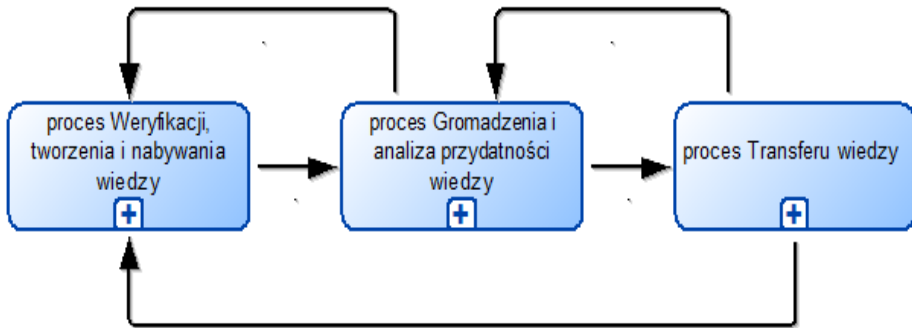 proces Weryfikacji,
tworzenia i nabywania
wiedzy
proces Gromadzenia i
analiza przydatności
wiedzy
proces Transferu wiedzy